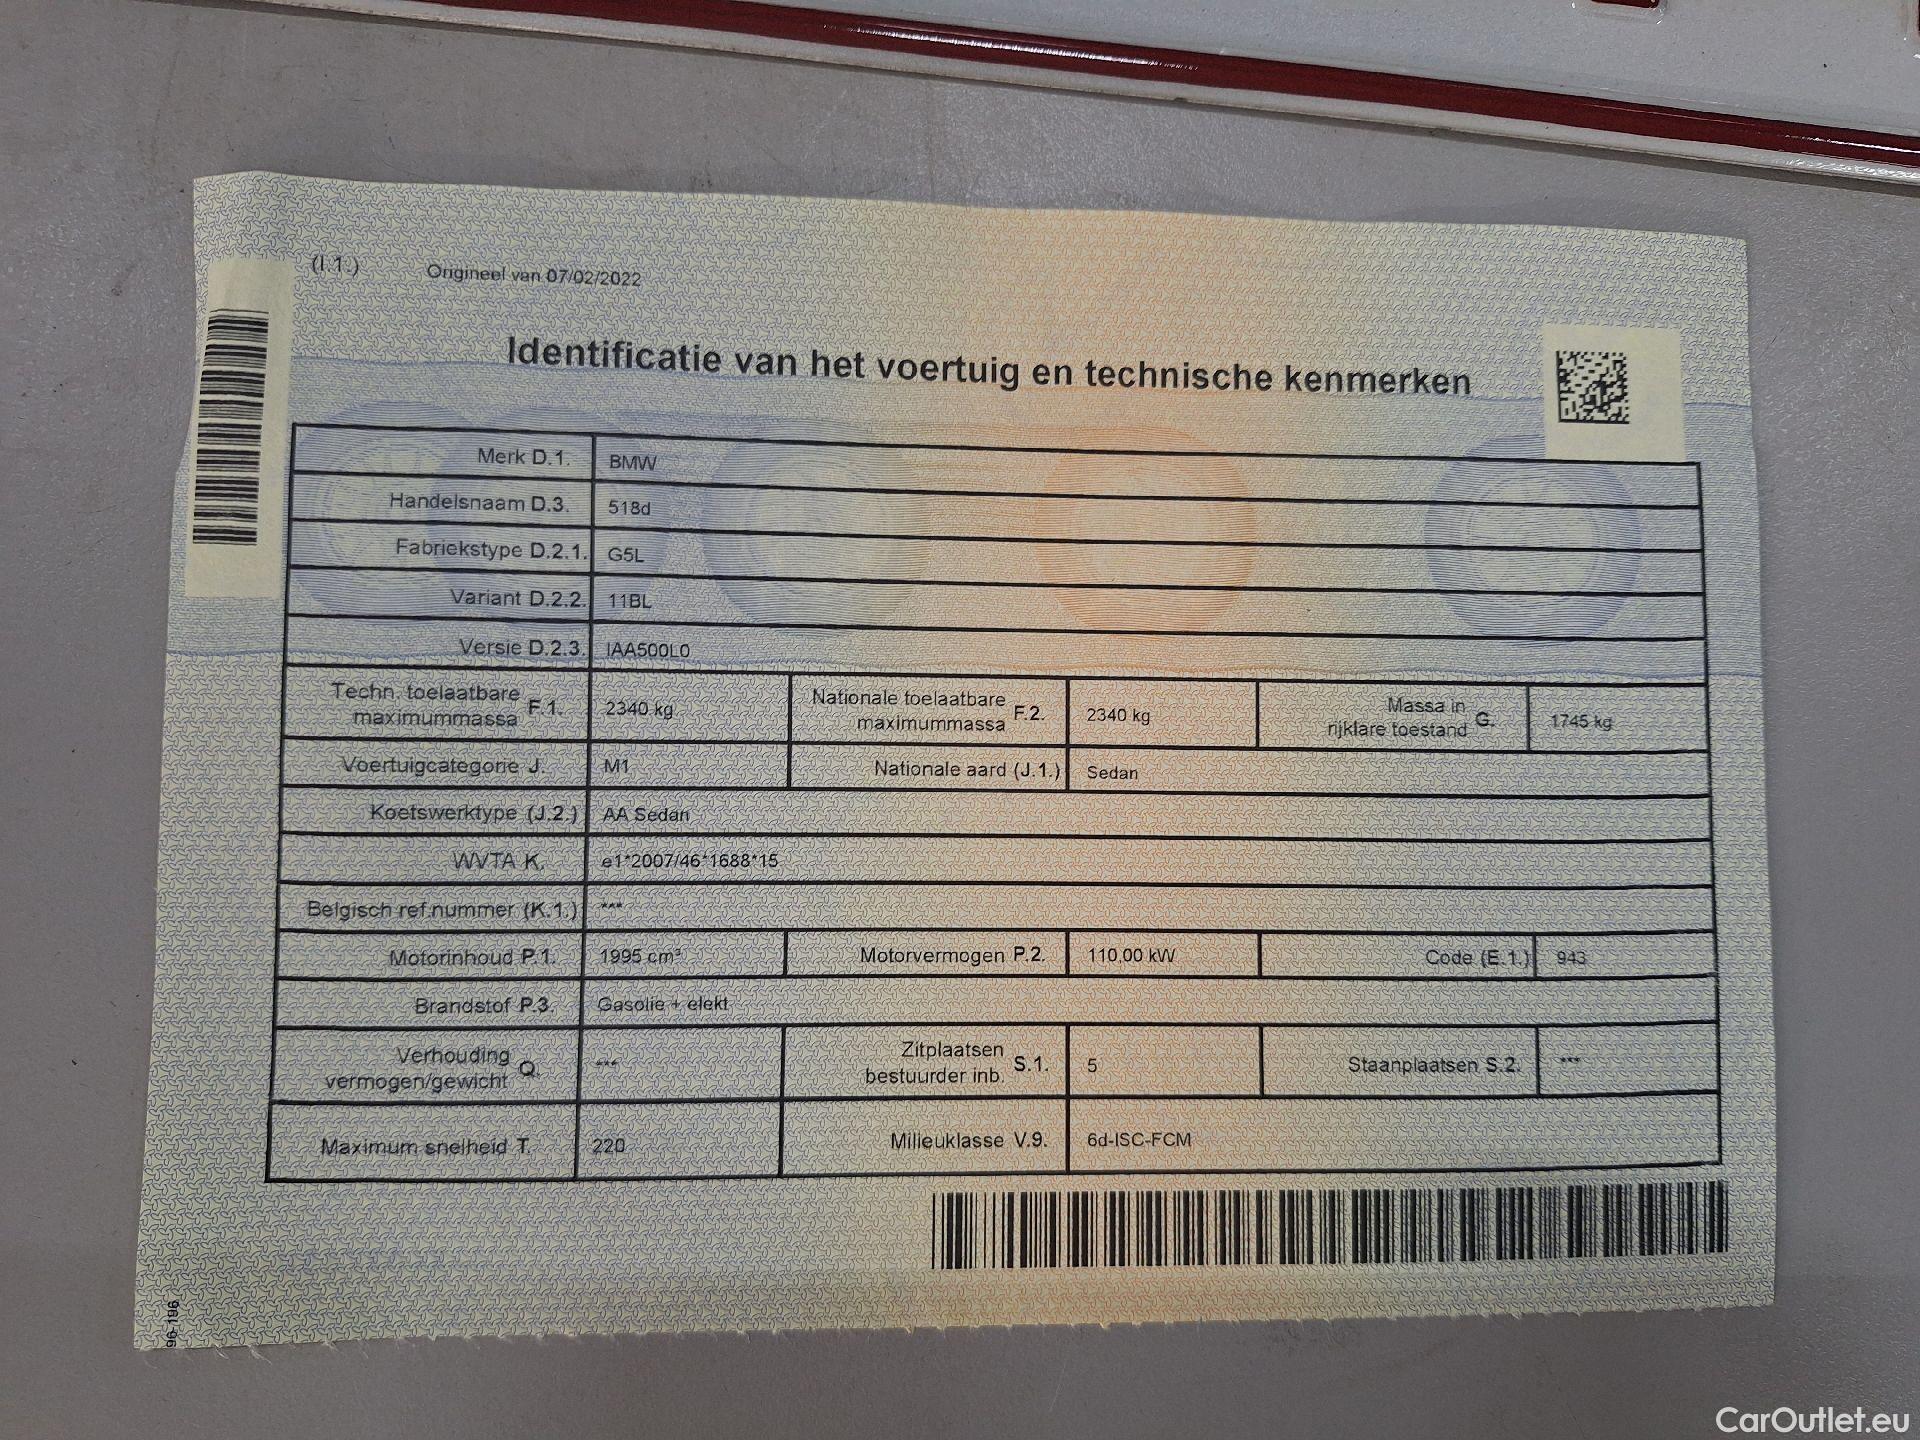 (I.1.) Origineel van 07/02/2022
Identificatie van het voertuig en technische kenmerken
Merk D.1. BMW
Handelsnaam D.3. 518d
Fabriekstype D.2.1. G5L
Variant D.2.2. 11BL
Versie D.2.3. IAA500L0
Techn. toelaatbare maximummassa F.1. 2340 kg Nationale toelaatbare maximummassa F.2. 2340 kg Massa in rijklare toestand G. 1745 kg
Voertuigcategorie J. M1 Nationale aard (J.1.) Sedan
Koetswerktype (J.2.) AA Sedan
WVTA K. e1*2007/46*1688*15
Belgisch ref.nummer (K.1.) ***
Motorinhoud P.1. 1995 cm³ Motorvermogen P.2. 110,00 kW Code (E.1.) 943
Brandstof P.3. Gasolie + elekt
Verhouding vermogen/gewicht Q. *** Zitplaatsen bestuurder inb. S.1. 5 Staanplaatsen S.2. ***
Maximum snelheid T. 220 Milieuklasse V.9. 6d-ISC-FCM
96-196
CarOutlet.eu